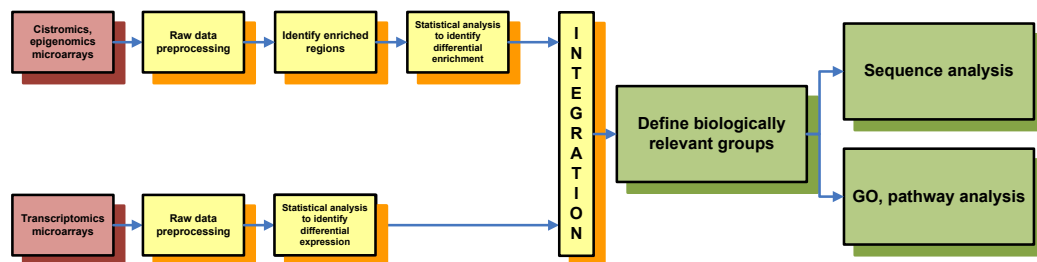 Cistromics,
epigenomics
microarrays
Raw data
preprocessing
Identify enriched
regions
Statistical analysis
to identify
differential
enrichment
Transcriptomics
microarrays
Raw data
preprocessing
Statistical analysis
to identify
differential
expression
I
N
T
E
G
R
A
T
I
O
N
Define biologically
relevant groups
Sequence analysis
GO, pathway analysis